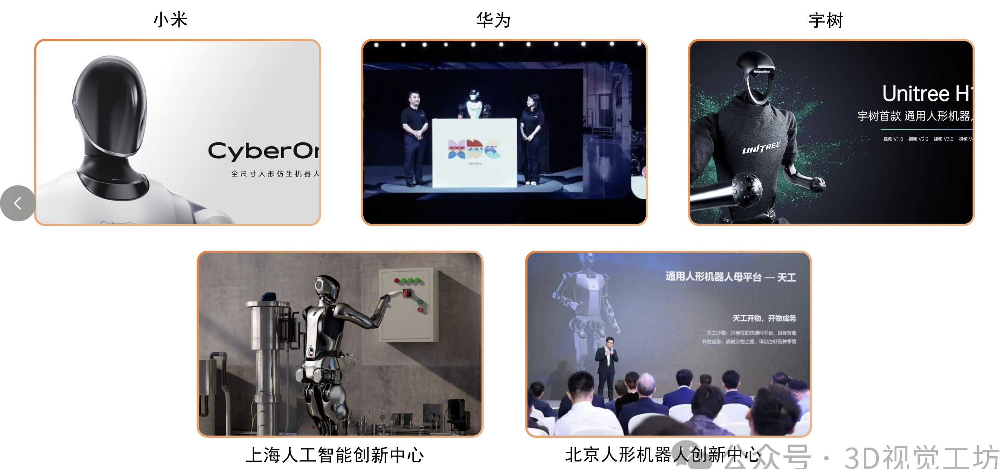 小米
华为
宇树
CyberOn
全尺寸人形仿生机器人
CyberOne
HDC
Unitree H1
宇树首款 通用人形机器人
视频 V1.0 视频 V2.0 视频 V3.0 视频 V4
UNITREE
通用人形机器人母平台 — 天工
天工开物，开物成务
天工开物：开创性的软硬件平台、具身智能
开物成务：通晓万物之理，得以办好各种事情
上海人工智能创新中心
北京人形机器人创新中心
公众号 · 3D视觉工坊